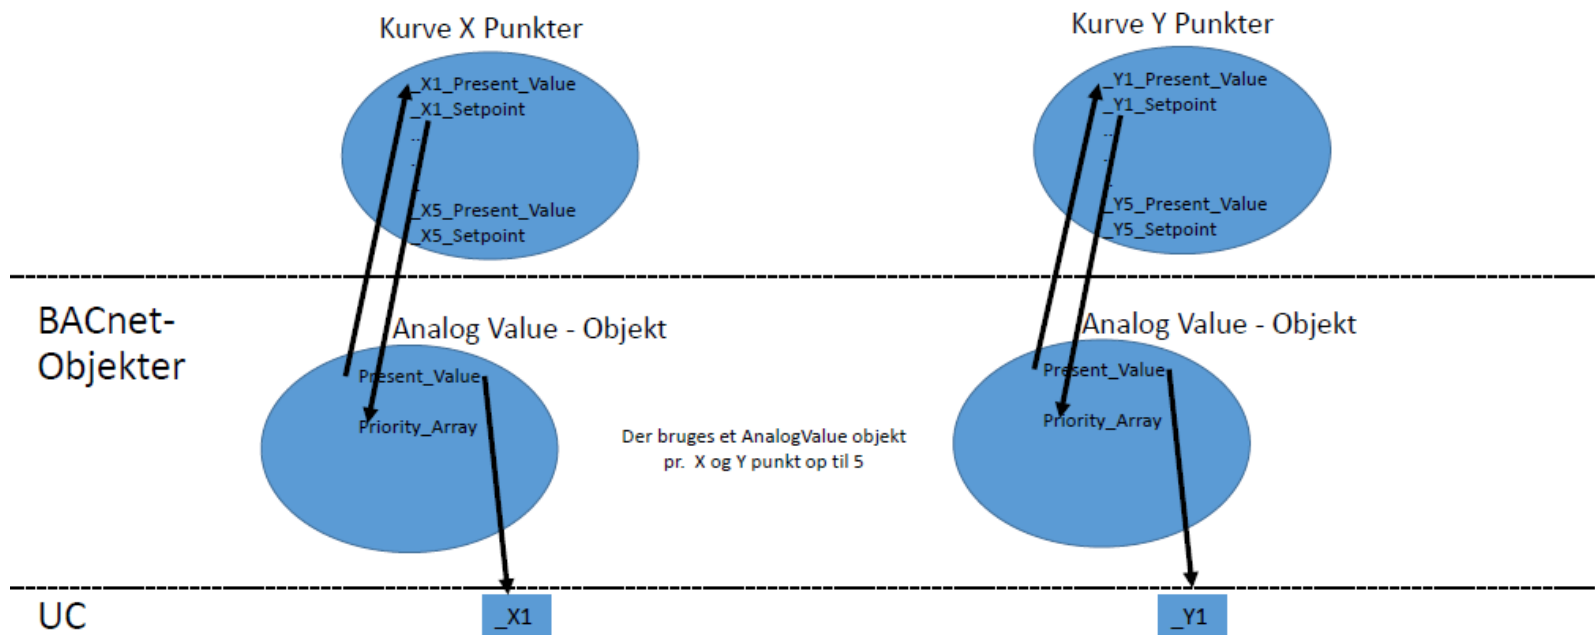 Kurve X Punkter
_X1_Present_Value
_X1_Setpoint
..
.
.
_X5_Present_Value
_X5_Setpoint
Kurve Y Punkter
_Y1_Present_Value
_Y1_Setpoint
..
.
.
_Y5_Present_Value
_Y5_Setpoint
BACnet-
Objekter
Analog Value - Objekt
Present_Value
Priority_Array
Der bruges et AnalogValue objekt
pr. X og Y punkt op til 5
Analog Value - Objekt
Present_Value
Priority_Array
UC
_X1
_Y1